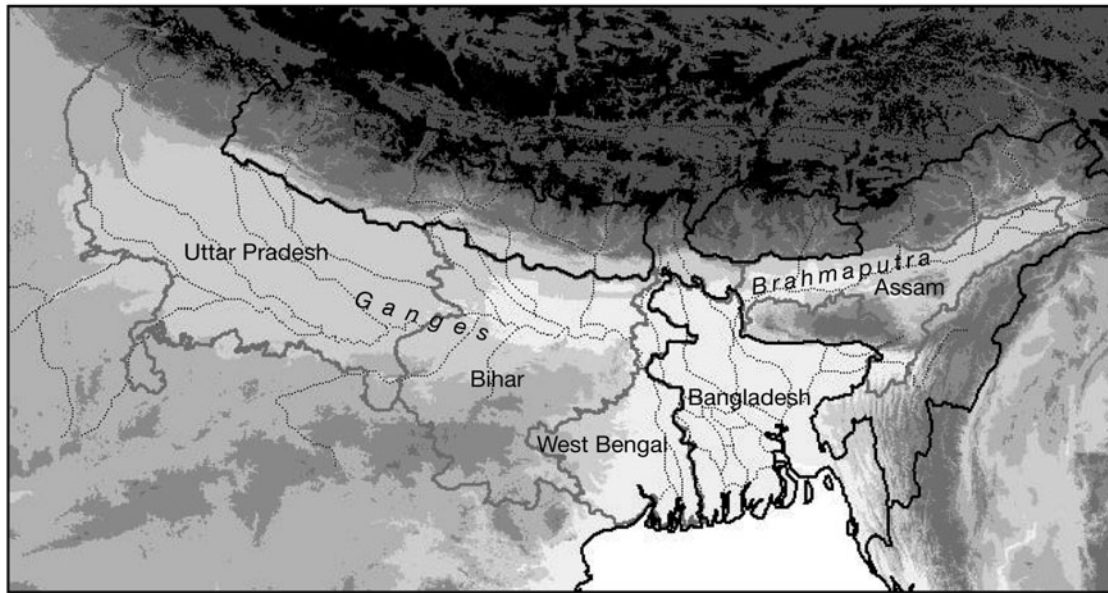 Uttar Pradesh
Ganges
Bihar
West Bengal
Bangladesh
Brahmaputra
Assam